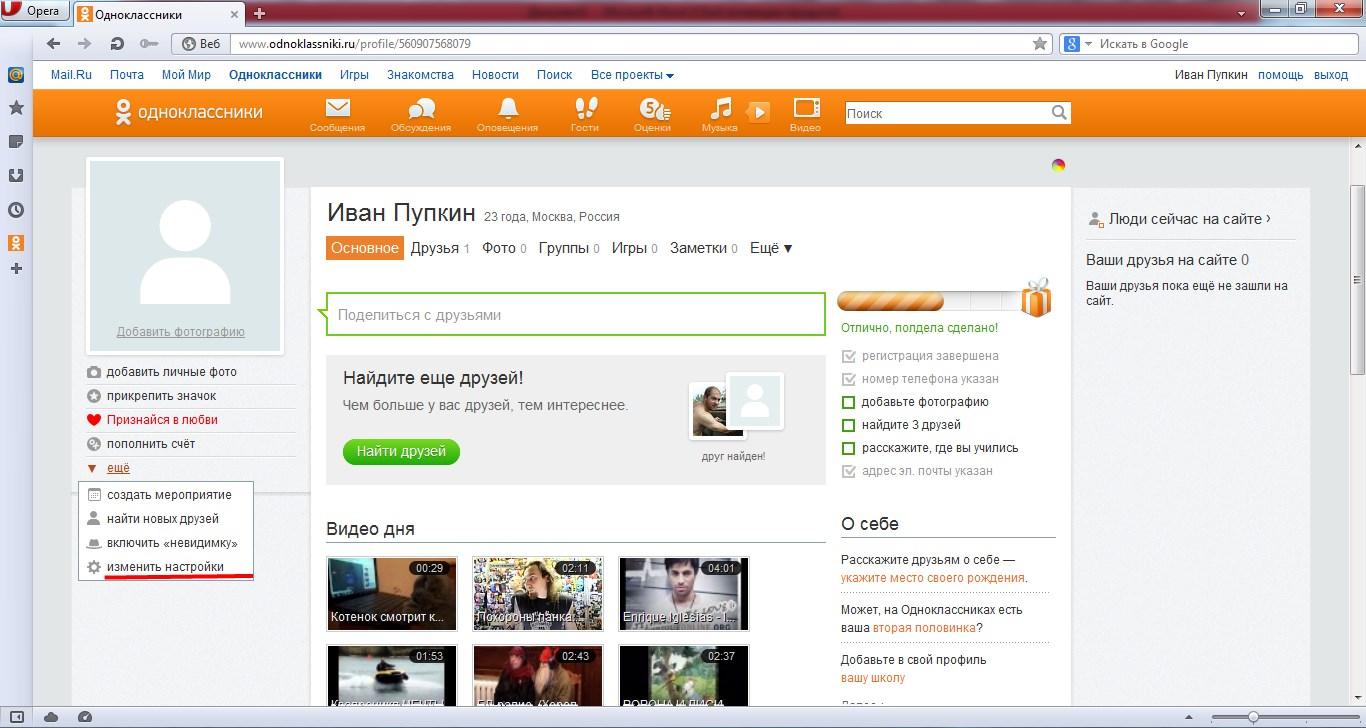 Opera
Одноклассники
Веб
www.odnoklassniki.ru/profile/560907568079
Искать в Google
Mail.Ru Почта Мой Мир Одноклассники Игры Знакомства Новости Поиск Все проекты
Иван Пупкин помощь выход
одноклассники
Сообщения Обсуждения Оповещения Гости Оценки Музыка Видео
5
Поиск
Добавить фотографию
добавить личные фото
прикрепить значок
Признайся в любви
пополнить счёт
ещё
создать мероприятие
найти новых друзей
включить «невидимку»
изменить настройки
Иван Пупкин 23 года, Москва, Россия
Основное Друзья 1 Фото 0 Группы 0 Игры 0 Заметки 0 Ещё
Поделиться с друзьями
Найдите еще друзей!
Чем больше у вас друзей, тем интереснее.
Найти друзей
друг найден!
Видео дня
00:29
Котенок смотрит к...
02:11
Похороны панка...
04:01
Enrique Iglesias - I...
01:53
02:43
02:37
ВОРОНА И ЛИСИ
Отлично, полдела сделано!
регистрация завершена
номер телефона указан
добавьте фотографию
найдите 3 друзей
расскажите, где вы учились
адрес эл. почты указан
О себе
Расскажите друзьям о себе —
укажите место своего рождения.
Может, на Одноклассниках есть
ваша вторая половинка?
Добавьте в свой профиль
вашу школу
Люди сейчас на сайте ›
Ваши друзья на сайте 0
Ваши друзья пока ещё не зашли на
сайт.